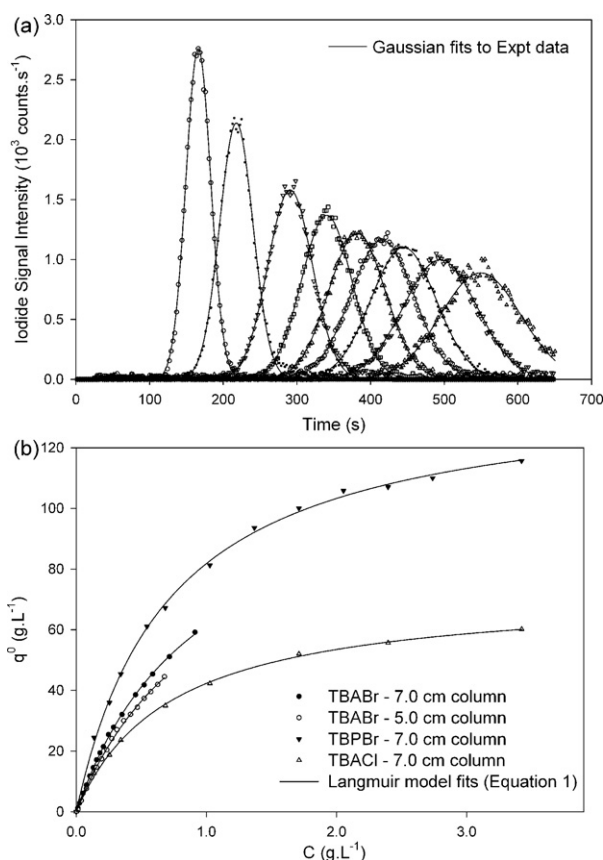 (a)
Gaussian fits to Expt data
Iodide Signal Intensity (10³ counts.s⁻¹)
3.0
2.5
2.0
1.5
1.0
0.5
0.0
0 100 200 300 400 500 600 700
Time (s)
(b)
q⁰ (g.L⁻¹)
120
100
80
60
40
20
0
TBABr - 7.0 cm column
TBABr - 5.0 cm column
TBPBr - 7.0 cm column
TBACl - 7.0 cm column
Langmuir model fits (Equation 1)
0.0 1.0 2.0 3.0
C (g.L⁻¹)